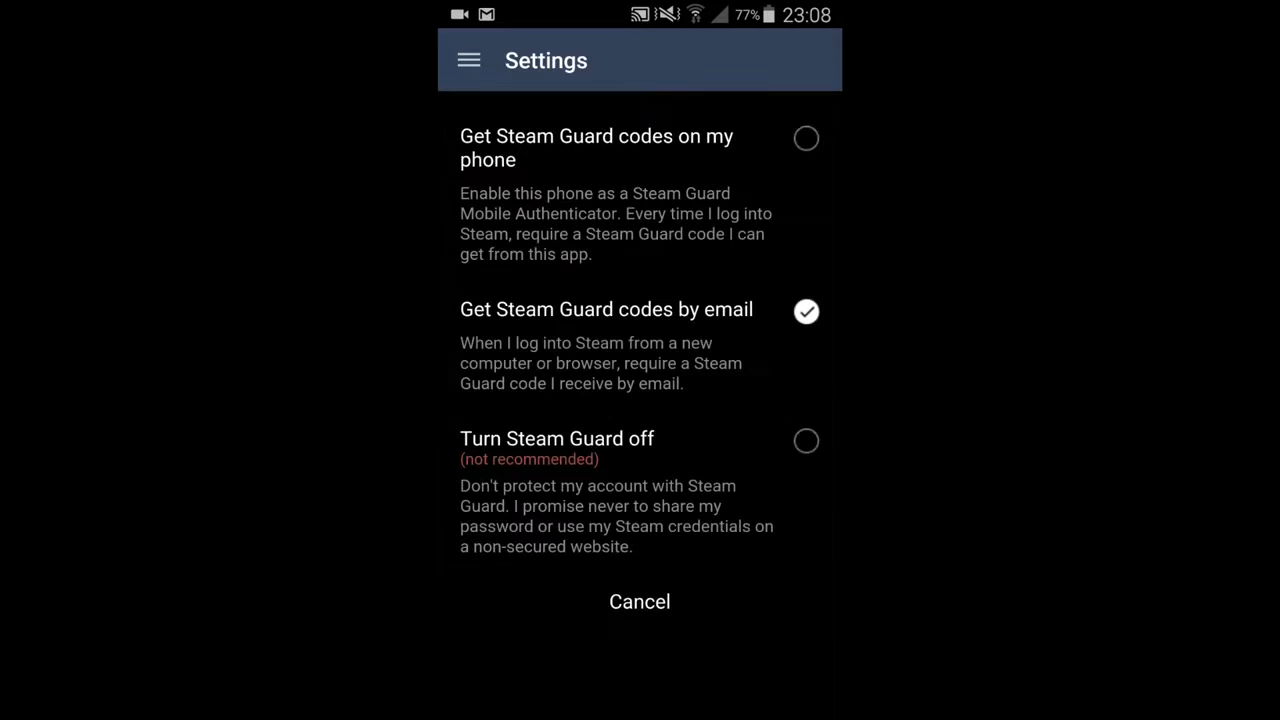 77% 23:08
Settings
Get Steam Guard codes on my
phone
Enable this phone as a Steam Guard
Mobile Authenticator. Every time I log into
Steam, require a Steam Guard code I can
get from this app.
Get Steam Guard codes by email
When I log into Steam from a new
computer or browser, require a Steam
Guard code I receive by email.
Turn Steam Guard off
(not recommended)
Don't protect my account with Steam
Guard. I promise never to share my
password or use my Steam credentials on
a non-secured website.
Cancel